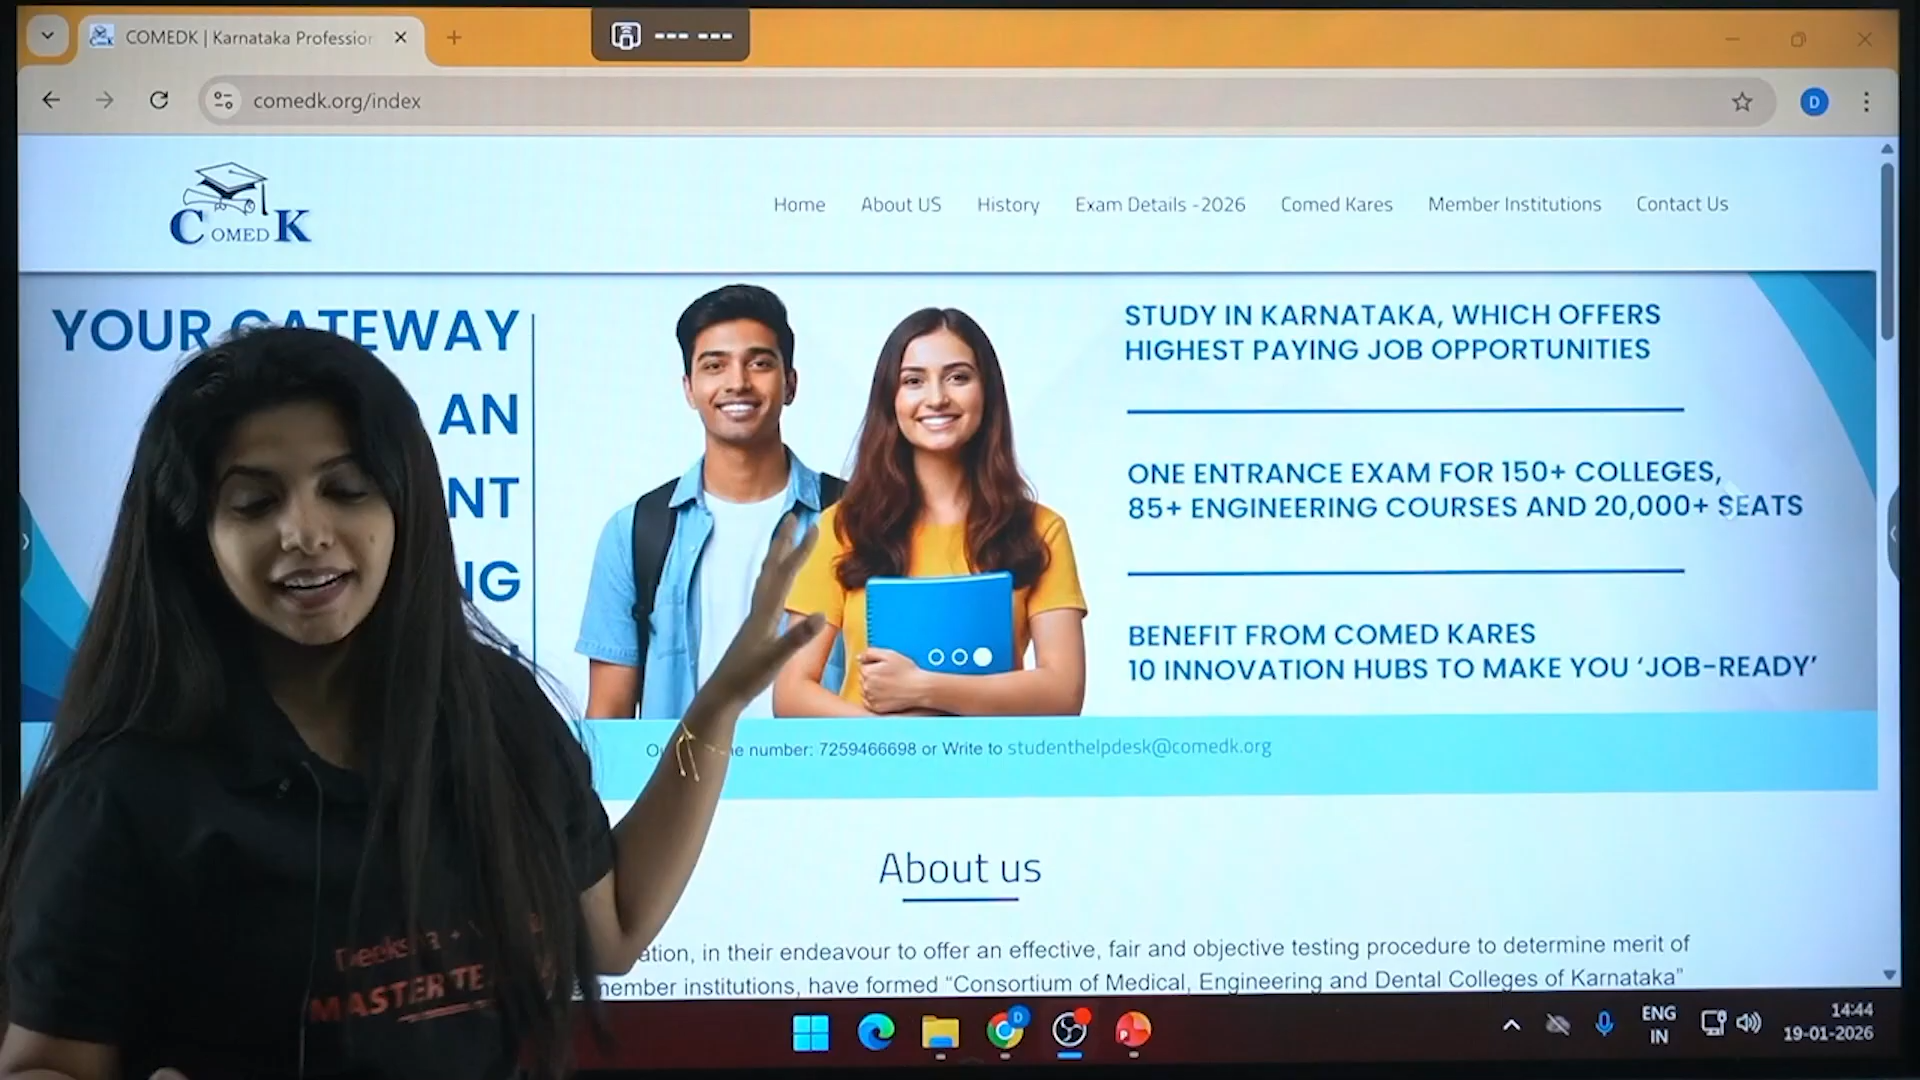 COMEDK | Karnataka Profession
comedk.org/index
D
COMEDK
Home
About US
History
Exam Details -2026
Comed Kares
Member Institutions
Contact Us
YOUR GATEWAY
AN
NT
NG
STUDY IN KARNATAKA, WHICH OFFERS
HIGHEST PAYING JOB OPPORTUNITIES
ONE ENTRANCE EXAM FOR 150+ COLLEGES,
85+ ENGINEERING COURSES AND 20,000+ SEATS
BENEFIT FROM COMED KARES
10 INNOVATION HUBS TO MAKE YOU ‘JOB-READY’
number: 7259466698 or Write to studenthelpdesk@comedk.org
About us
ation, in their endeavour to offer an effective, fair and objective testing procedure to determine merit of
member institutions, have formed “Consortium of Medical, Engineering and Dental Colleges of Karnataka”
MASTER TE
D
ENG
IN
14:44
19-01-2026